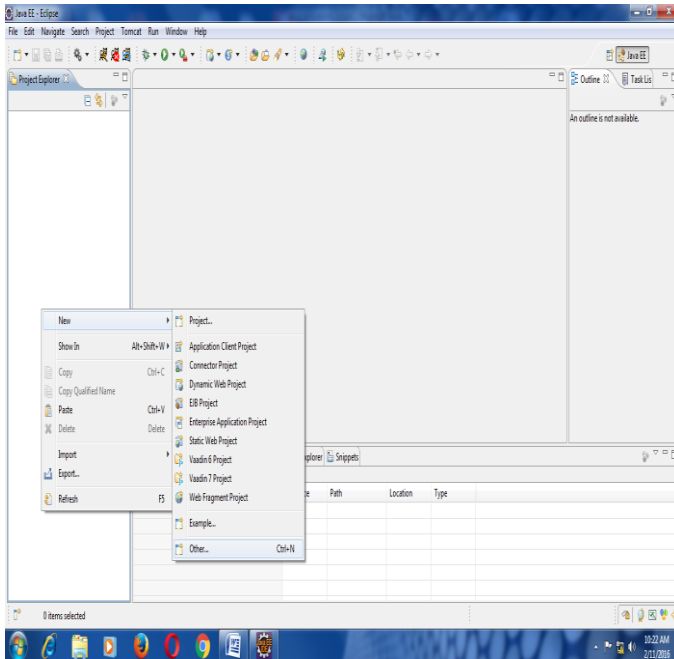 Java EE - Eclipse
File Edit Navigate Search Project Tomcat Run Window Help
Java EE
Project Explorer
Outline Task Lis
An outline is not available.
New
Show In Alt+Shift+W
Copy Ctrl+C
Copy Qualified Name
Paste Ctrl+V
Delete Delete
Import
Export...
Refresh F5
Project...
Application Client Project
Connector Project
Dynamic Web Project
EJB Project
Enterprise Application Project
Static Web Project
Vaadin 6 Project
Vaadin 7 Project
Web Fragment Project
Example...
Other... Ctrl+N
xplorer Snippets
Path Location Type
0 items selected
10:22 AM
2/11/2016